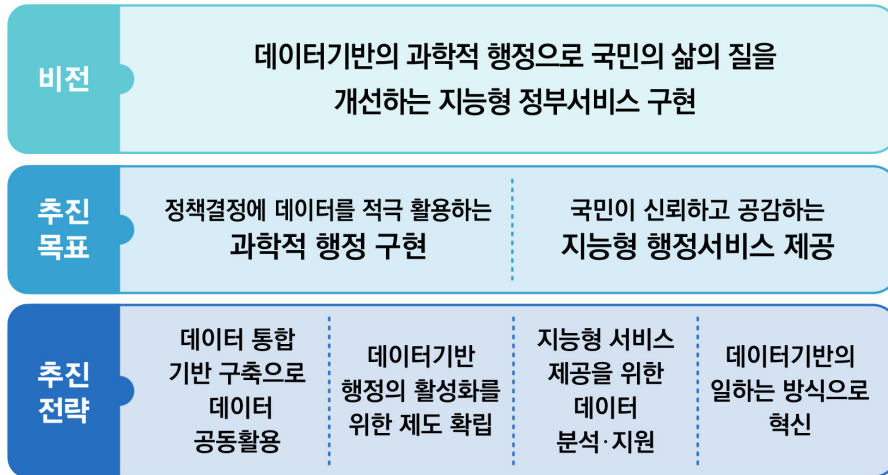 비전
데이터기반의 과학적 행정으로 국민의 삶의 질을
개선하는 지능형 정부서비스 구현
추진
목표
정책결정에 데이터를 적극 활용하는
과학적 행정 구현
국민이 신뢰하고 공감하는
지능형 행정서비스 제공
추진
전략
데이터 통합
기반 구축으로
데이터
공동활용
데이터기반
행정의 활성화를
위한 제도 확립
지능형 서비스
제공을 위한
데이터
분석·지원
데이터기반의
일하는 방식으로
혁신